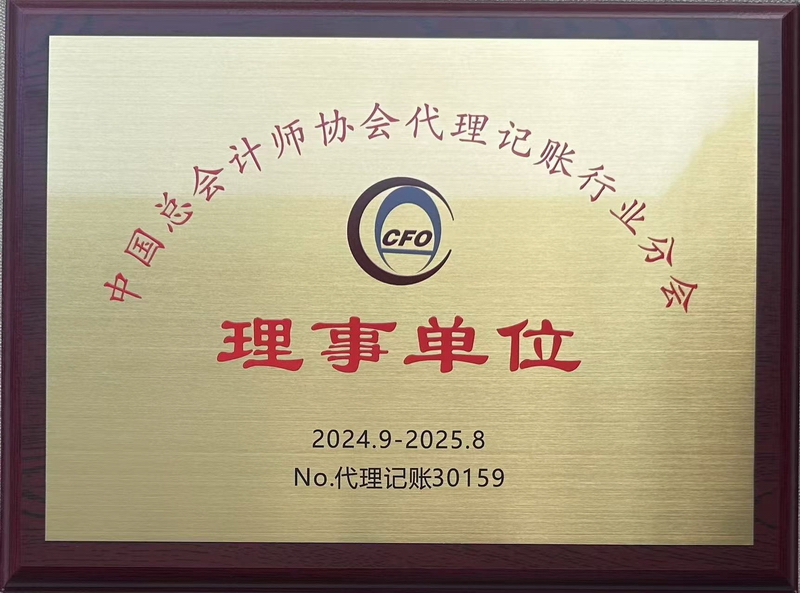 中国总会计师协会代理记账行业分会
CFO
理事单位
2024.9-2025.8
No.代理记账30159